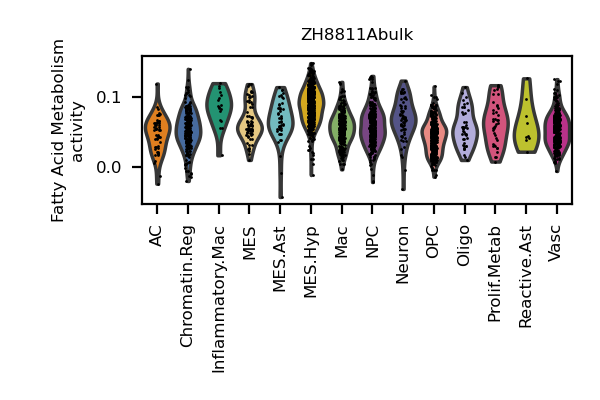 ZH8811Abulk
Fatty Acid Metabolism
activity
0.1
0.0
AC
Chromatin.Reg
Inflammatory.Mac
MES
MES.Ast
MES.Hyp
Mac
NPC
Neuron
OPC
Oligo
Prolif.Metab
Reactive.Ast
Vasc